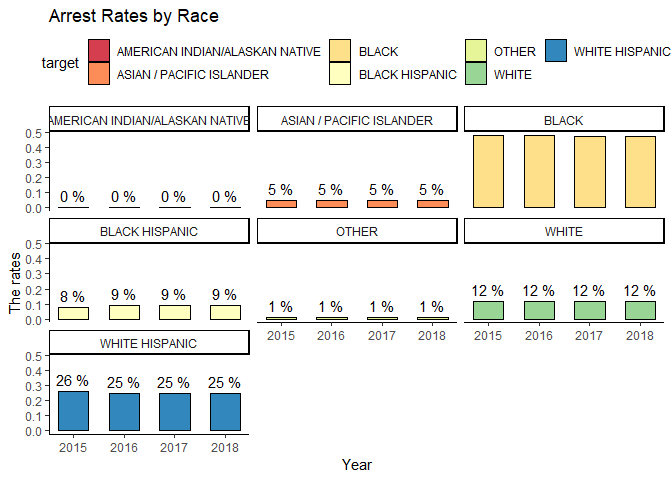 Arrest Rates by Race
target
AMERICAN INDIAN/ALASKAN NATIVE BLACK OTHER WHITE HISPANIC
ASIAN / PACIFIC ISLANDER BLACK HISPANIC WHITE
AMERICAN INDIAN/ALASKAN NATIVE ASIAN / PACIFIC ISLANDER BLACK
0.5
0.4
0.3
0.2
0.1
0.0
0 % 0 % 0 % 0 % 5 % 5 % 5 % 5 %
BLACK HISPANIC OTHER WHITE
0.5
0.4
0.3
0.2
0.1
0.0
8 % 9 % 9 % 9 % 1 % 1 % 1 % 1 % 12 % 12 % 12 % 12 %
2015 2016 2017 2018 2015 2016 2017 2018
WHITE HISPANIC
0.5
0.4
0.3
0.2
0.1
0.0
26 % 25 % 25 % 25 %
2015 2016 2017 2018
The rates
Year